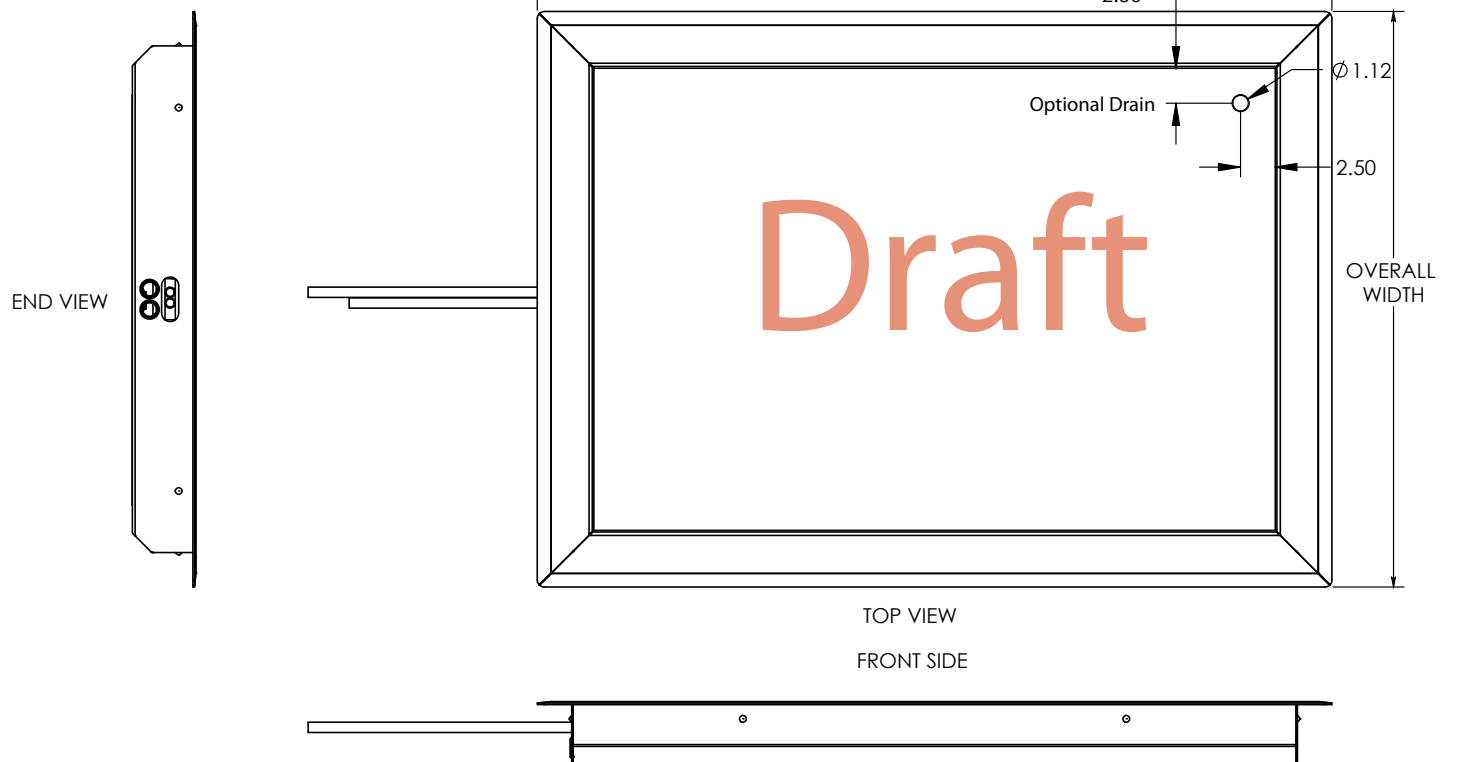 Ø 1.12
Optional Drain
2.50
Draft
OVERALL
WIDTH
END VIEW
TOP VIEW
FRONT SIDE